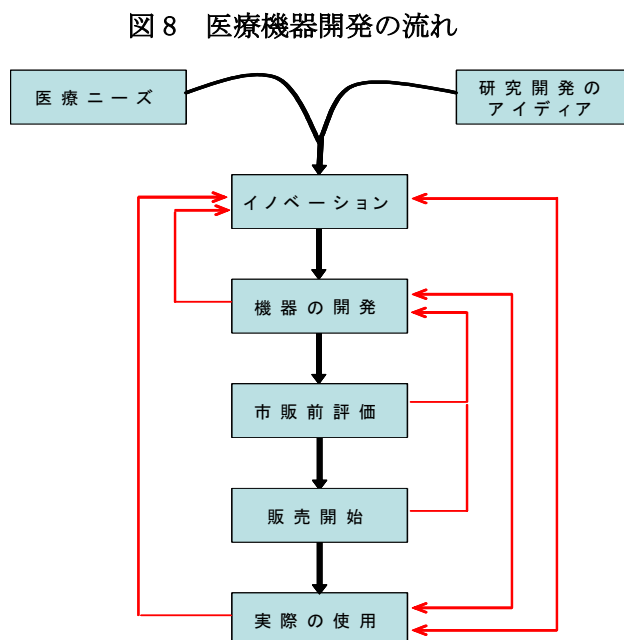 図8 医療機器開発の流れ
医療ニーズ
研究開発の
アイディア
イノベーション
機器の開発
市販前評価
販売開始
実際の使用